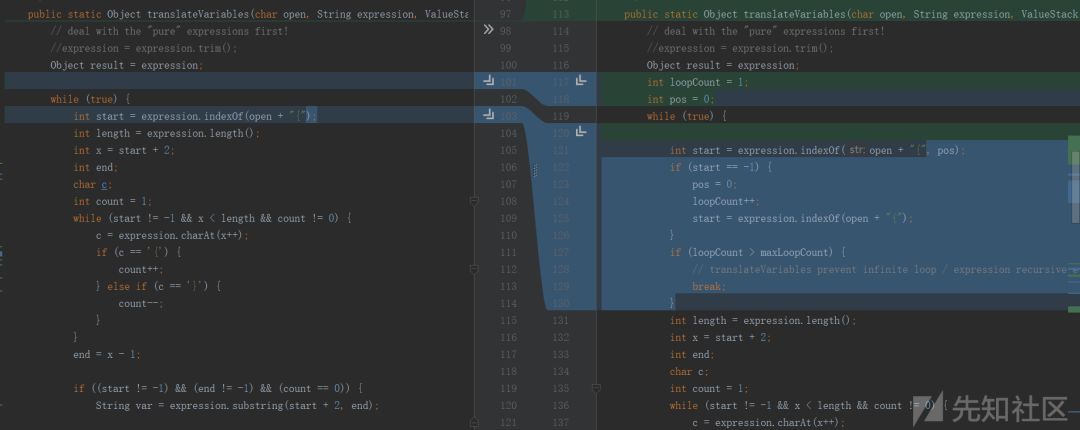 public static Object translateVariables(char open, String expression, ValueStack
// deal with the "pure" expressions first!
//expression = expression.trim();
Object result = expression;
while (true) {
int start = expression.indexOf(open + "{");
int length = expression.length();
int x = start + 2;
int end;
char c;
int count = 1;
while (start != -1 && x < length && count != 0) {
c = expression.charAt(x++);
if (c == '{') {
count++;
} else if (c == '}') {
count--;
}
}
end = x - 1;
if ((start != -1) && (end != -1) && (count == 0)) {
String var = expression.substring(start + 2, end);
97 113
98 114
99 115
100 116
101 117
102 118
103 119
104 120
105 121
106 122
107 123
108 124
109 125
110 126
111 127
112 128
113 129
114 130
115 131
116 132
117 133
118 134
119 135
120 136
121 137
public static Object translateVariables(char open, String expression, ValueStack
// deal with the "pure" expressions first!
//expression = expression.trim();
Object result = expression;
int loopCount = 1;
int pos = 0;
while (true) {
int start = expression.indexOf( str: open + "{", pos);
if (start == -1) {
pos = 0;
loopCount++;
start = expression.indexOf(open + "{");
}
if (loopCount > maxLoopCount) {
// translateVariables prevent infinite loop / expression recursive
break;
}
int length = expression.length();
int x = start + 2;
int end;
char c;
int count = 1;
while (start != -1 && x < length && count != 0) {
c = expression.charAt(x++);
先知社区